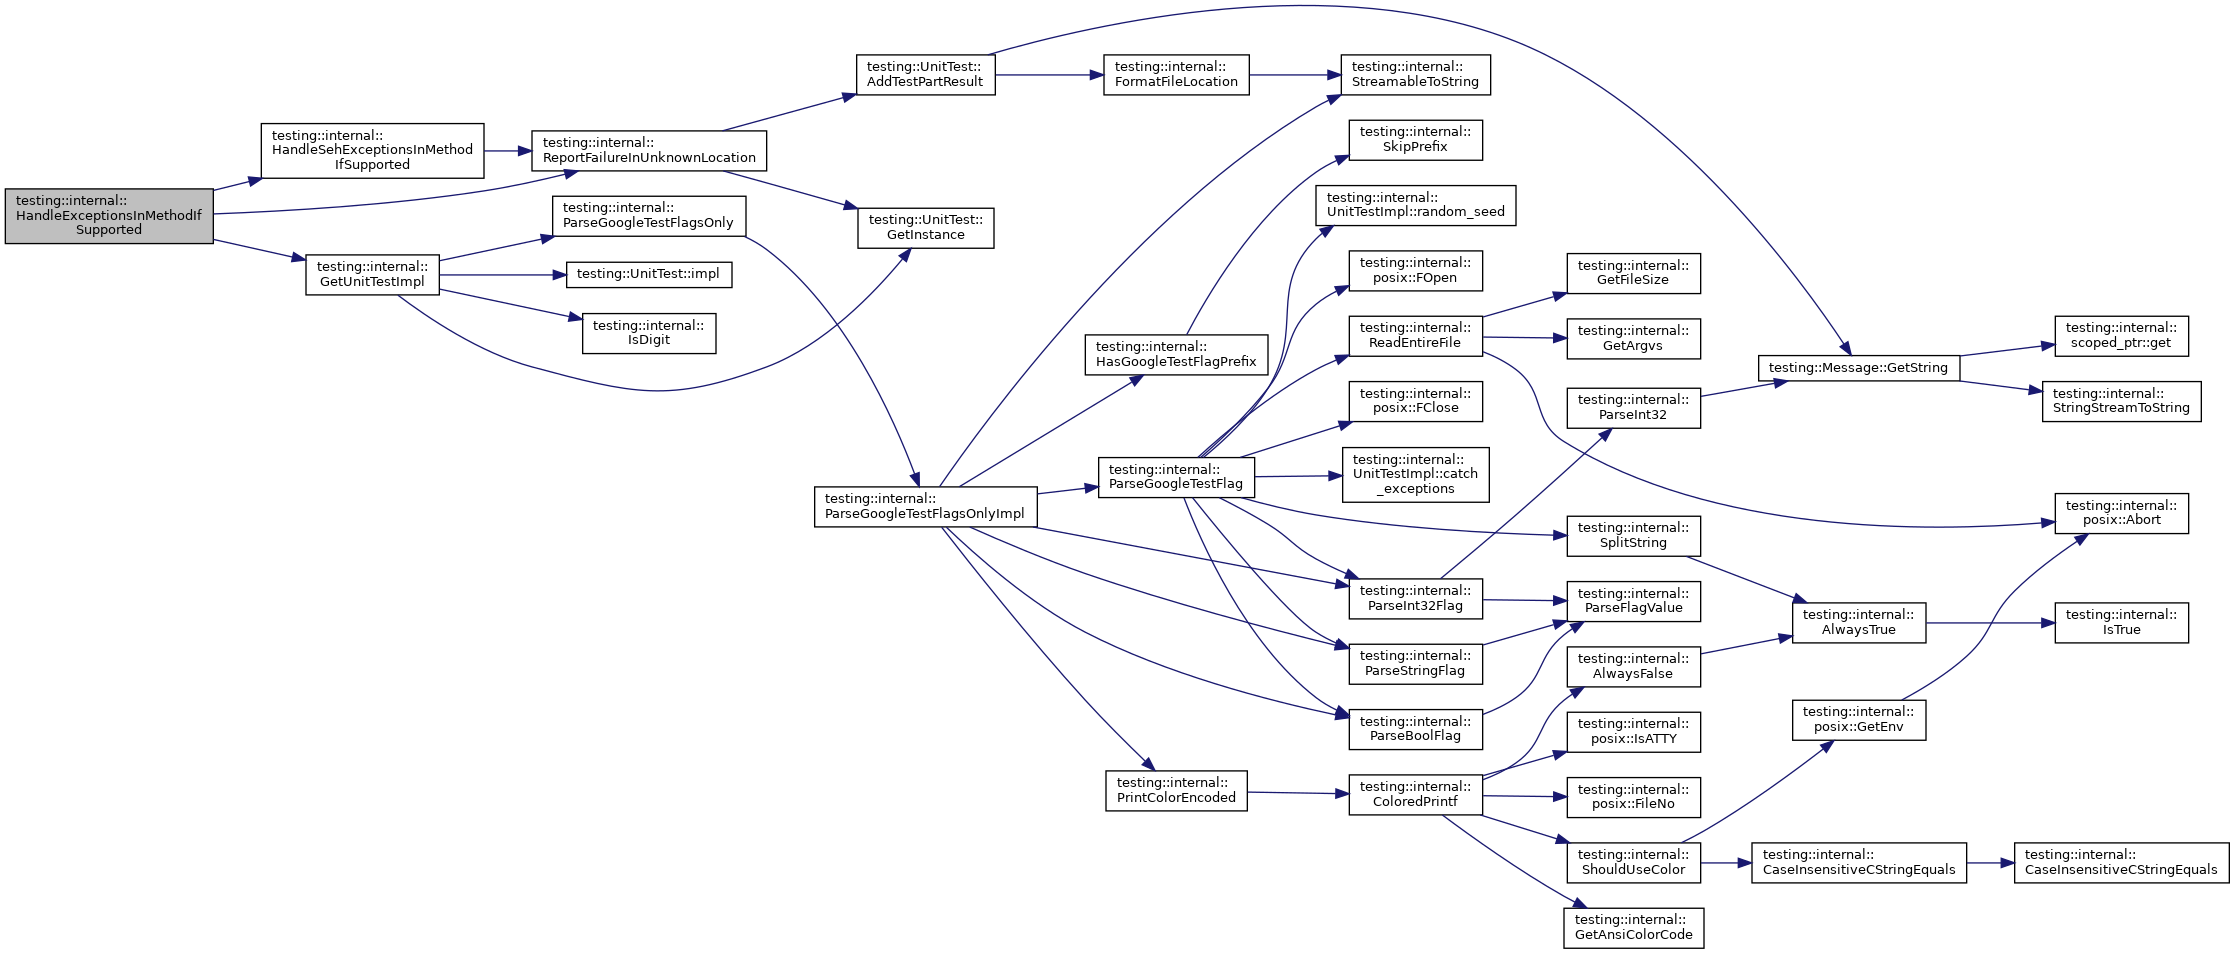 testing::internal::
HandleExceptionsInMethodIf
Supported
testing::internal::
HandleSehExceptionsInMethod
IfSupported
testing::internal::
GetUnitTestImpl
testing::internal::
ReportFailureInUnknownLocation
testing::internal::
ParseGoogleTestFlagsOnly
testing::UnitTest::impl
testing::internal::
IsDigit
testing::UnitTest::
AddTestPartResult
testing::UnitTest::
GetInstance
testing::internal::
ParseGoogleTestFlagsOnlyImpl
testing::internal::
FormatFileLocation
testing::internal::
HasGoogleTestFlagPrefix
testing::internal::
ParseGoogleTestFlag
testing::internal::
PrintColorEncoded
testing::internal::
StreamableToString
testing::internal::
SkipPrefix
testing::internal::
UnitTestImpl::random_seed
testing::internal::
posix::FOpen
testing::internal::
ReadEntireFile
testing::internal::
posix::FClose
testing::internal::
UnitTestImpl::catch
_exceptions
testing::internal::
ParseInt32Flag
testing::internal::
ParseStringFlag
testing::internal::
ParseBoolFlag
testing::internal::
ColoredPrintf
testing::internal::
GetFileSize
testing::internal::
GetArgvs
testing::internal::
ParseInt32
testing::internal::
SplitString
testing::internal::
ParseFlagValue
testing::internal::
AlwaysFalse
testing::internal::
posix::IsATTY
testing::internal::
posix::FileNo
testing::internal::
ShouldUseColor
testing::internal::
GetAnsiColorCode
testing::Message::GetString
testing::internal::
AlwaysTrue
testing::internal::
posix::GetEnv
testing::internal::
CaseInsensitiveCStringEquals
testing::internal::
scoped_ptr::get
testing::internal::
StringStreamToString
testing::internal::
posix::Abort
testing::internal::
IsTrue
testing::internal::
CaseInsensitiveCStringEquals